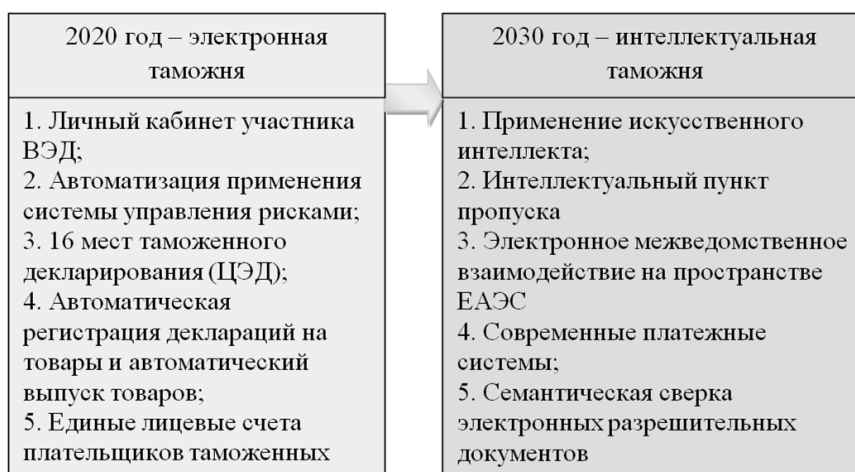 2020 год – электронная
таможня
1. Личный кабинет участника
ВЭД;
2. Автоматизация применения
системы управления рисками;
3. 16 мест таможенного
декларирования (ЦЭД);
4. Автоматическая
регистрация деклараций на
товары и автоматический
выпуск товаров;
5. Единые лицевые счета
плательщиков таможенных
2030 год – интеллектуальная
таможня
1. Применение искусственного
интеллекта;
2. Интеллектуальный пункт
пропуска
3. Электронное межведомственное
взаимодействие на пространстве
ЕАЭС
4. Современные платежные
системы;
5. Семантическая сверка
электронных разрешительных
документов